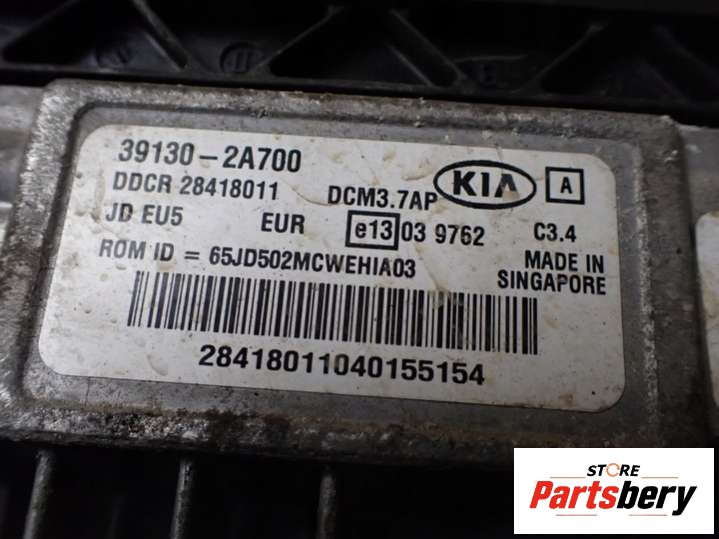 39130-2A700
DDCR 28418011 DCM3.7AP KIA A
JD EU5 EUR e13 03 9762 C3.4
ROM ID = 65JD502MCWEHIA03 MADE IN
SINGAPORE
28418011040155154
STORE
Partsbery